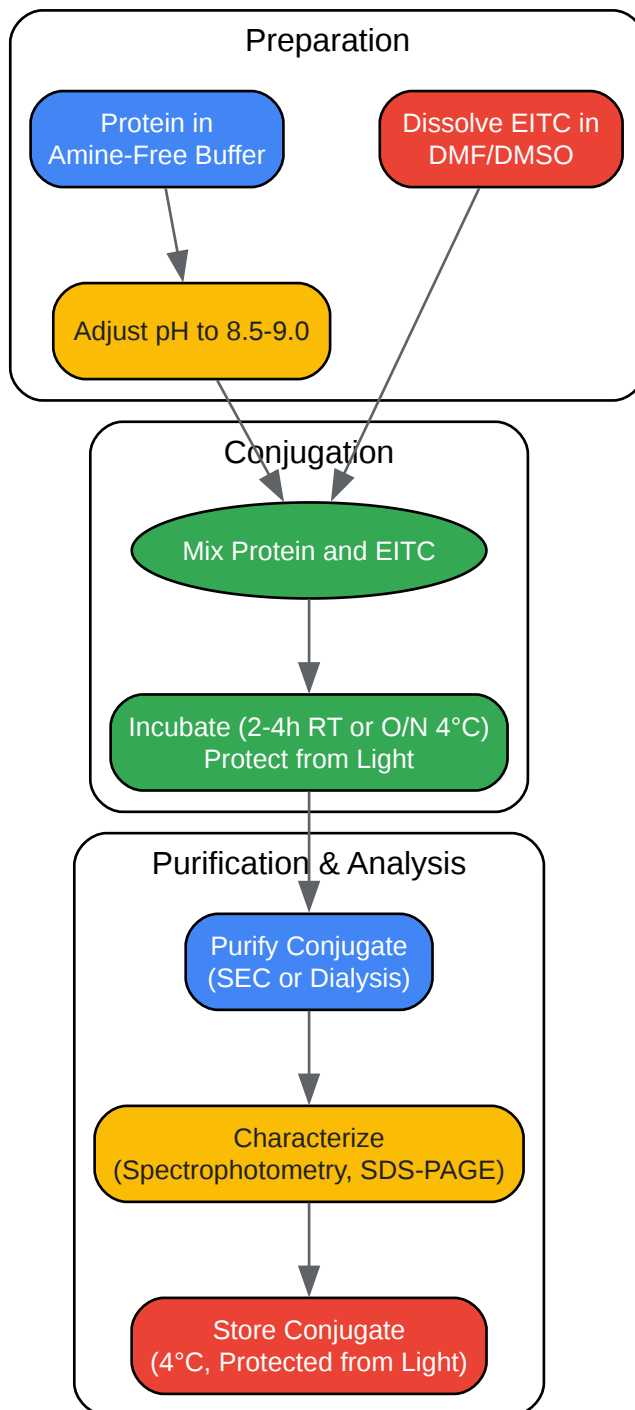 Preparation
Protein in
Amine-Free Buffer
Dissolve EITC in
DMF/DMSO
Adjust pH to 8.5-9.0
Conjugation
Mix Protein and EITC
Incubate (2-4h RT or O/N 4°C)
Protect from Light
Purification & Analysis
Purify Conjugate
(SEC or Dialysis)
Characterize
(Spectrophotometry, SDS-PAGE)
Store Conjugate
(4°C, Protected from Light)